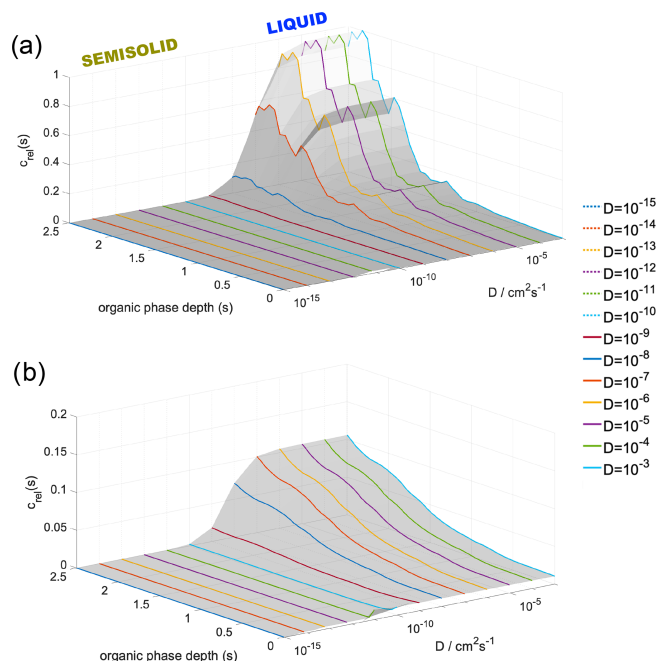 (a)
SEMISOLID
LIQUID
1
0.8
0.6
0.4
0.2
0
c_rel(s)
2.5
2
1.5
1
0.5
0
organic phase depth (s)
10^-15
10^-10
10^-5
D / cm^2s^-1
D=10^-15
D=10^-14
D=10^-13
D=10^-12
D=10^-11
D=10^-10
D=10^-9
D=10^-8
D=10^-7
D=10^-6
D=10^-5
D=10^-4
D=10^-3
(b)
0.2
0.15
0.1
0.05
0
c_rel(s)
2.5
2
1.5
1
0.5
0
organic phase depth (s)
10^-15
10^-10
10^-5
D / cm^2s^-1